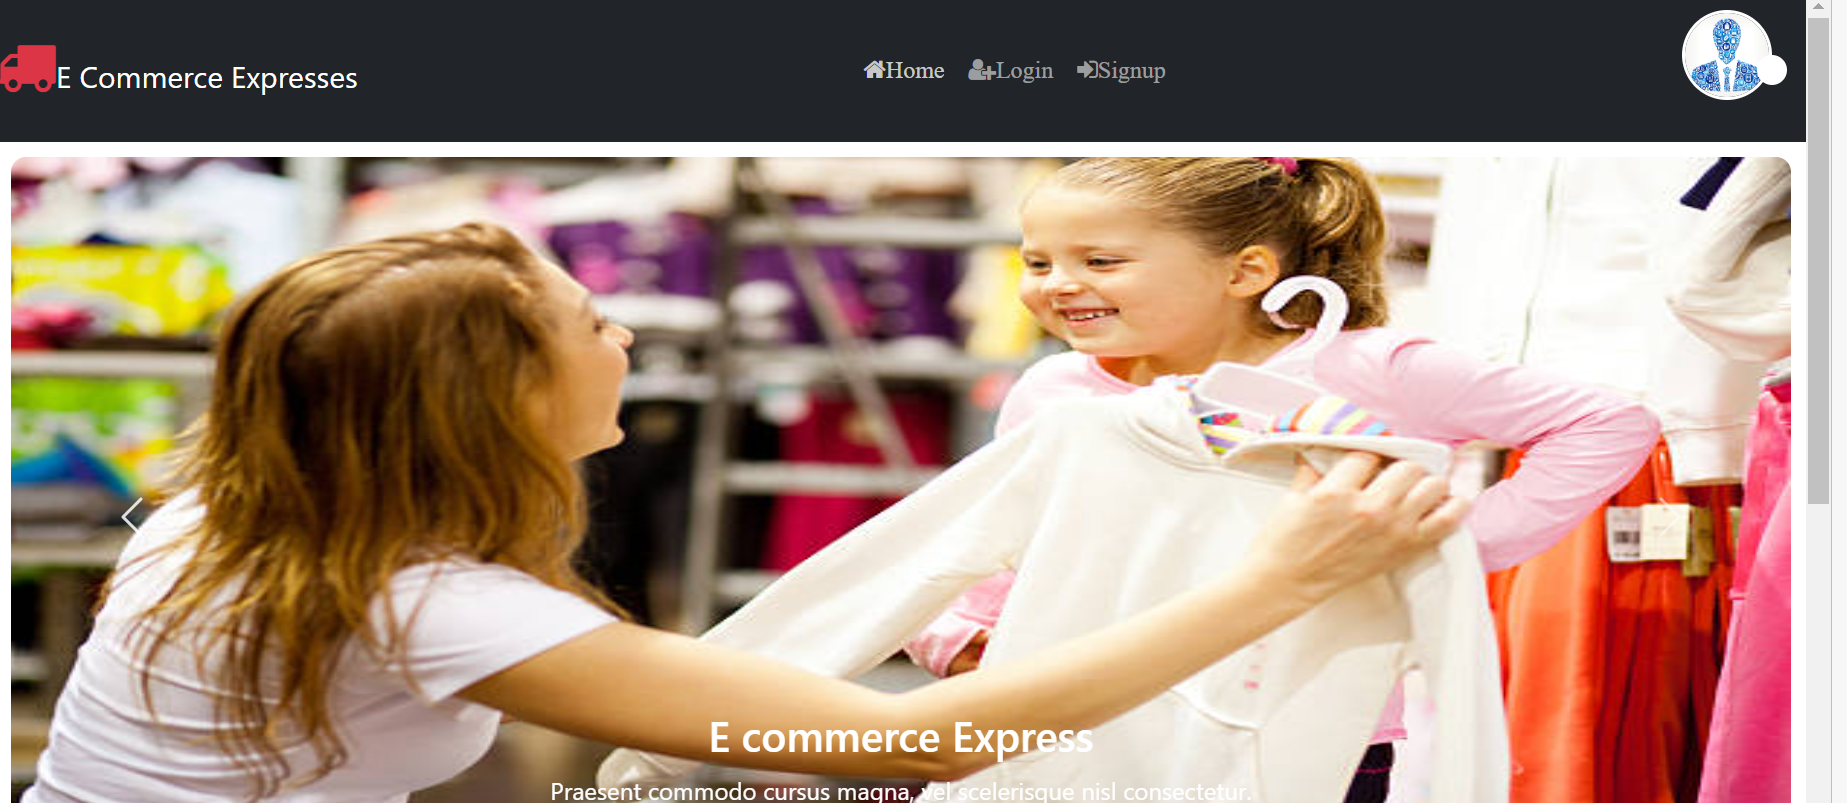 E Commerce Expresses
Home Login Signup
E commerce Express
Praesent commodo cursus magna, vel scelerisque nisl consectetur.